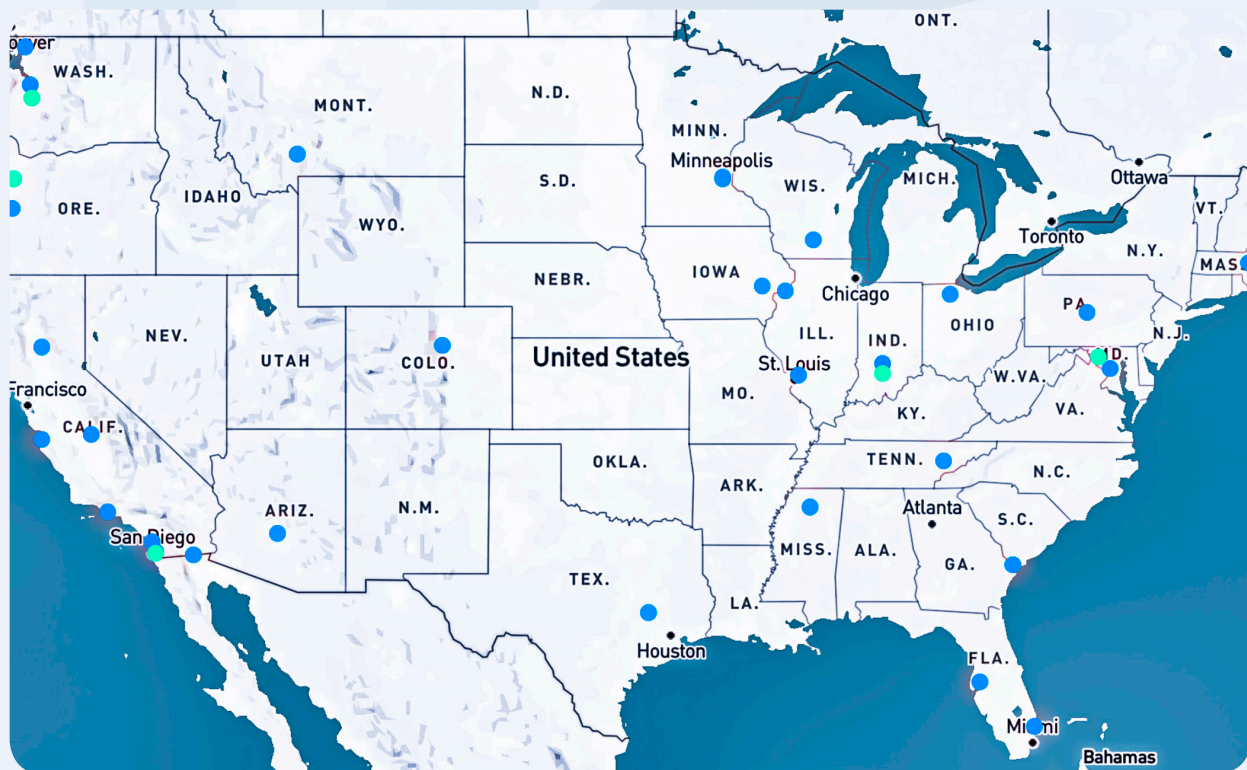 ONT.
WASH.
MONT.
N.D.
MINN.
Minneapolis
S.D.
WIS.
MICH.
Ottawa
IDAHO
ORE.
WYO.
VT.
Toronto
N.Y.
MAS
IOWA
NEBR.
Chicago
PA
NEV.
ILL.
OHIO
N.J.
IND.
UTAH
COLO.
United States
St. Louis
D.
W.VA.
Francisco
MO.
KY.
VA.
CALIF.
OKLA.
TENN.
N.C.
ARK.
ARIZ.
N.M.
Atlanta
S.C.
San Diego
MISS.
ALA.
GA.
TEX.
LA.
Houston
FLA.
Miami
Bahamas